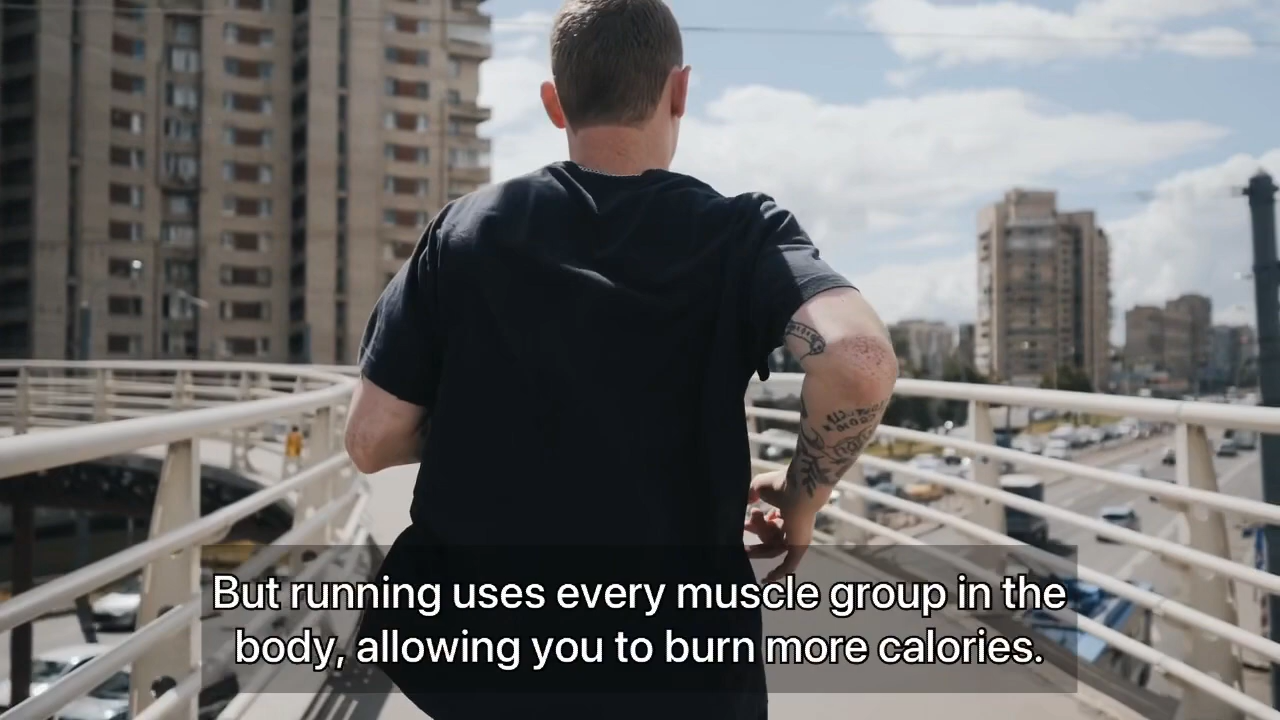 But running uses every muscle group in the
body, allowing you to burn more calories.